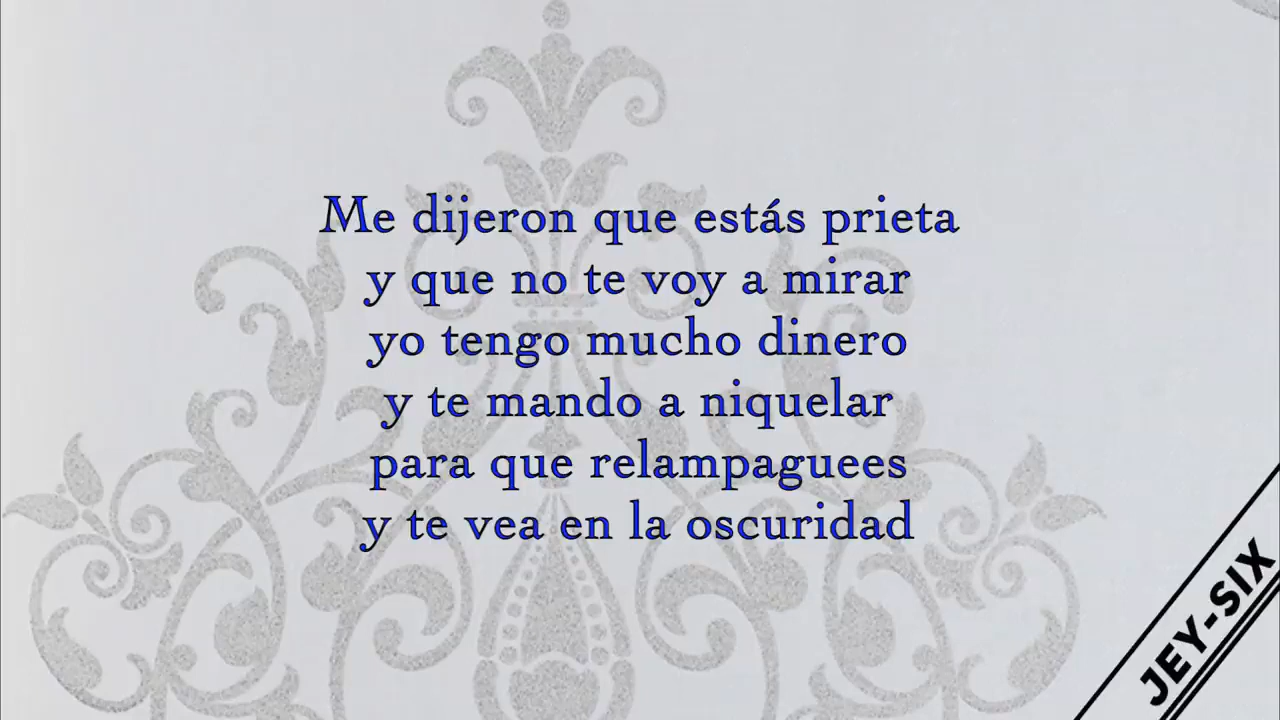 Me dijeron que estás prieta
y que no te voy a mirar
yo tengo mucho dinero
y te mando a niquelar
para que relampaguees
y te vea en la oscuridad
JEY-SIX